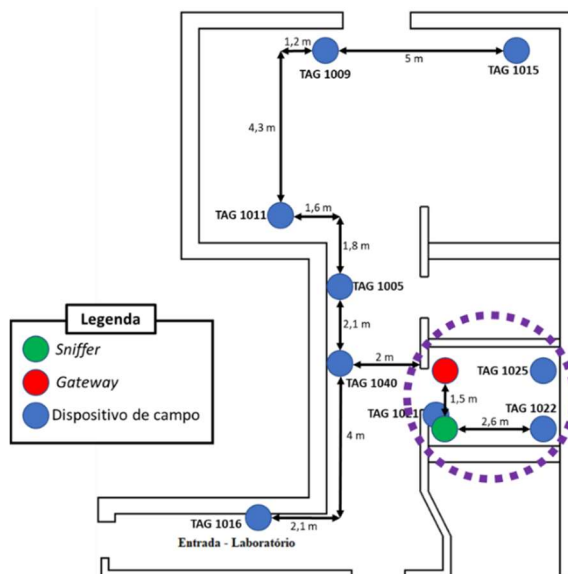 1,2 m
5 m
TAG 1009
TAG 1015
4,3 m
1,6 m
TAG 1011
1,8 m
TAG 1005
2,1 m
Legenda
Sniffer
Gateway
Dispositivo de campo
2 m
TAG 1040
TAG 1025
1,5 m
TAG 1021
TAG 1022
2,6 m
4 m
TAG 1016
2,1 m
Entrada - Laboratório